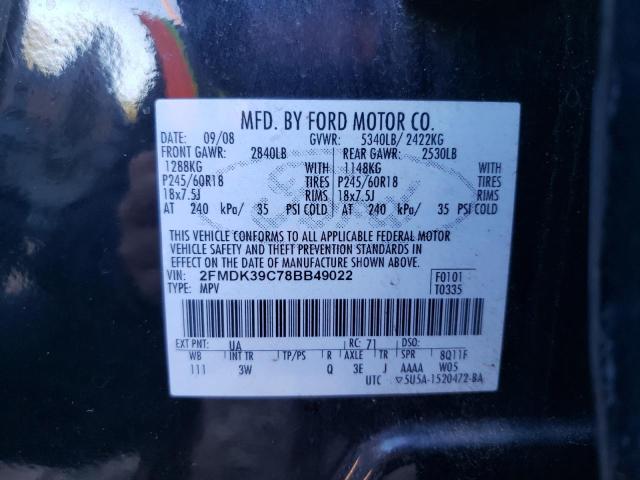 MFD. BY FORD MOTOR CO.
DATE: 09/08 GVWR: 5340LB/ 2422KG
FRONT GAWR: 2840LB REAR GAWR: 2530LB
1288KG WITH 1148KG WITH
P245/60R18 TIRES P245/60R18 TIRES
18x7.5J RIMS 18x7.5J RIMS
AT 240 kPa/ 35 PSI COLD AT 240 kPa/ 35 PSI COLD
THIS VEHICLE CONFORMS TO ALL APPLICABLE FEDERAL MOTOR
VEHICLE SAFETY AND THEFT PREVENTION STANDARDS IN
EFFECT ON THE DATE OF MANUFACTURE SHOWN ABOVE.
VIN: 2FMDK39C78BB49022 F0101
TYPE: MPV T0335
EXT PNT: UA RC: 71 DSO:
WB INT TR TP/PS R AXLE TR SPR 8Q11F
111 3W Q 3E J AAAA W05
UTC ▽5U5A-1520472-BA